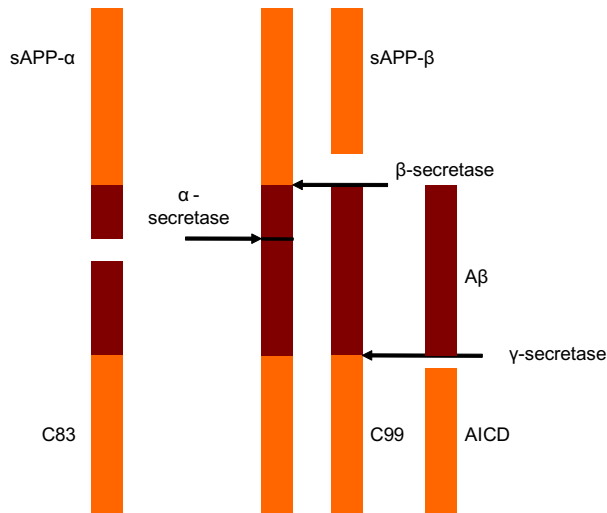 sAPP-α
sAPP-β
β-secretase
α -
secretase
Aβ
γ-secretase
C83
C99
AICD